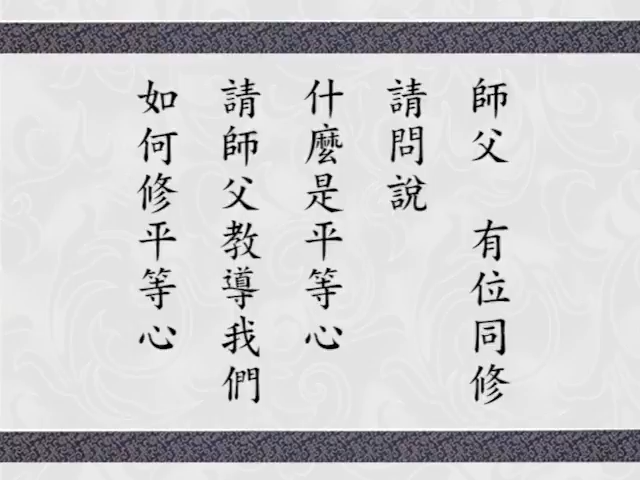 師父　有位同修
請問說
什麼是平等心
請師父教導我們
如何修平等心